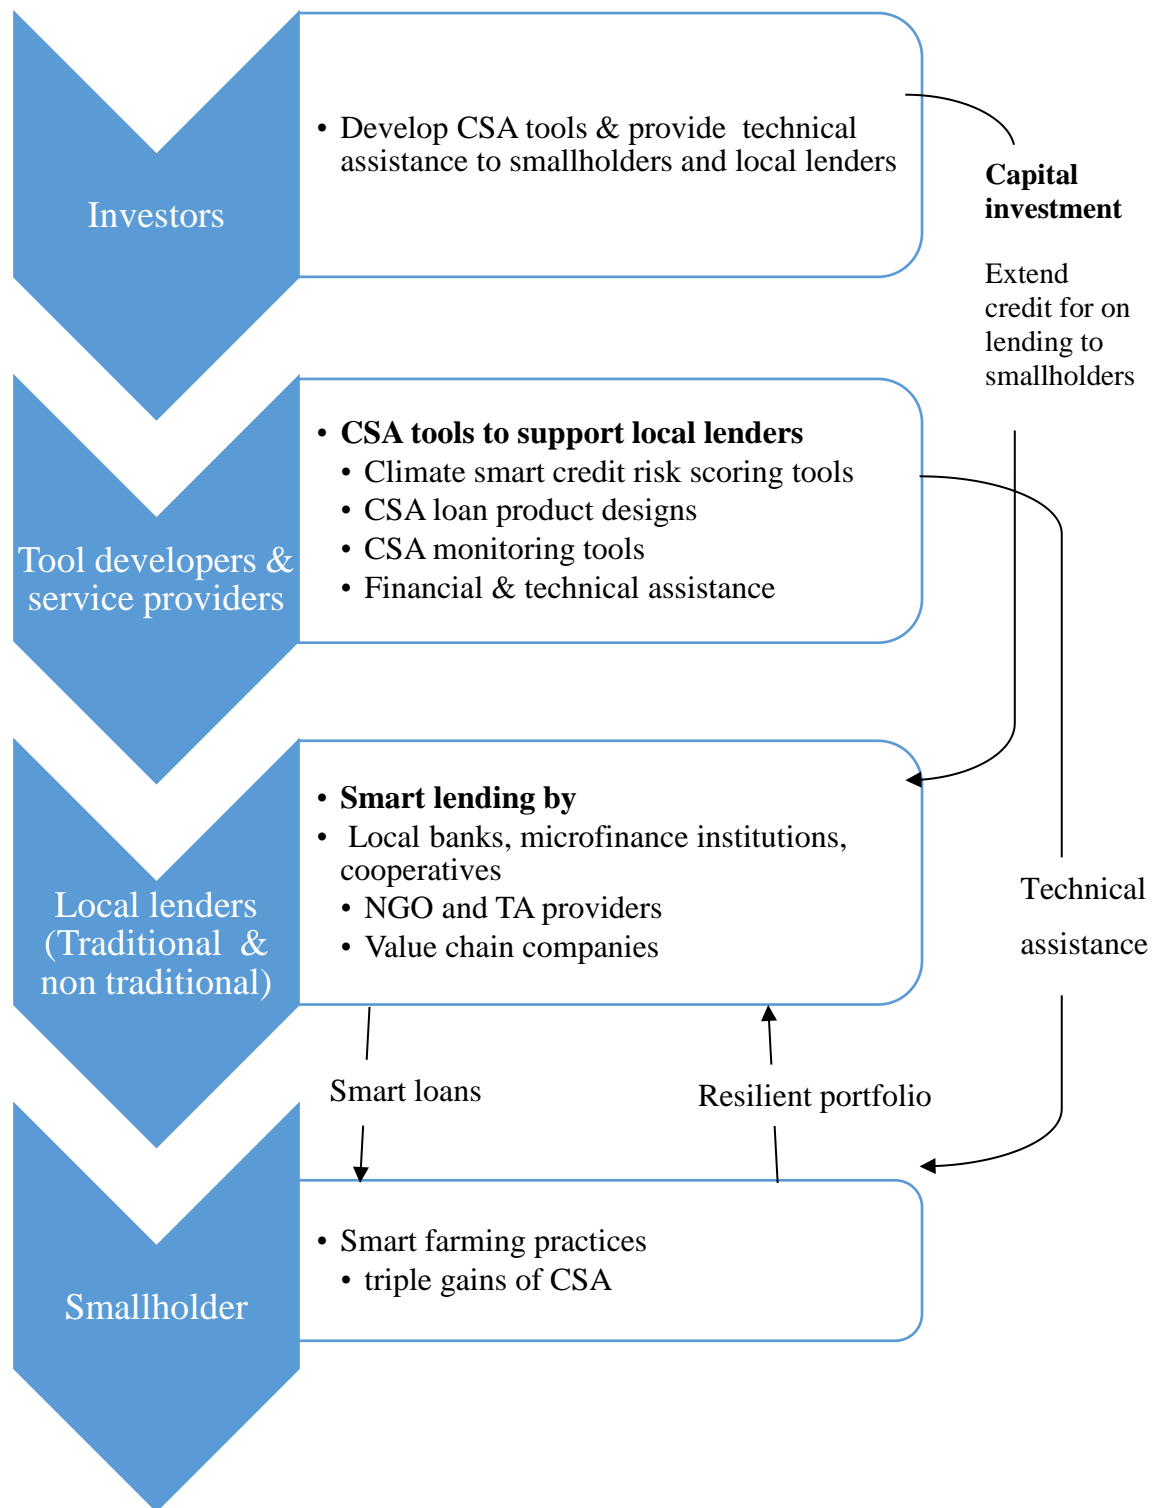 Investors
• Develop CSA tools & provide technical
assistance to smallholders and local lenders
Capital
investment
Extend
credit for on
lending to
smallholders
Tool developers &
service providers
• CSA tools to support local lenders
• Climate smart credit risk scoring tools
• CSA loan product designs
• CSA monitoring tools
• Financial & technical assistance
Local lenders
(Traditional &
non traditional)
• Smart lending by
• Local banks, microfinance institutions,
cooperatives
• NGO and TA providers
• Value chain companies
Technical
assistance
Smart loans
Resilient portfolio
Smallholder
• Smart farming practices
• triple gains of CSA